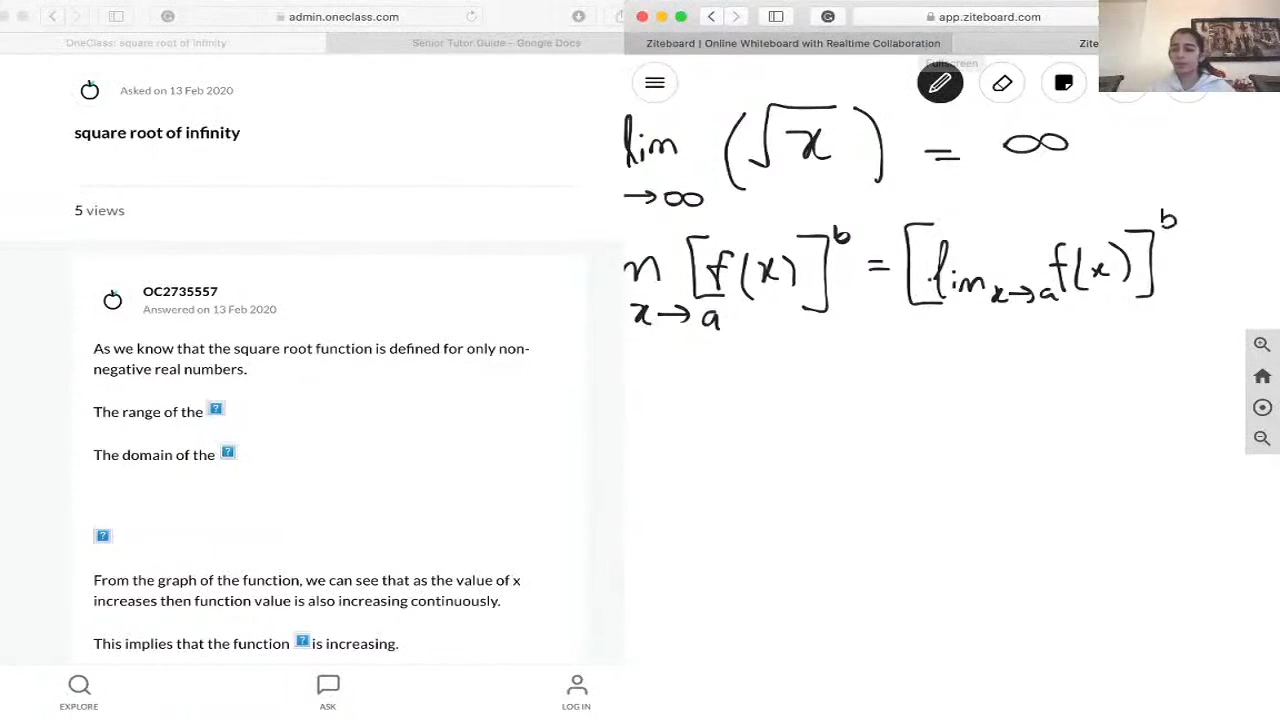 admin.oneclass.com
app.ziteboard.com
OneClass: square root of infinity
Senior Tutor Guide – Google Docs
Ziteboard | Online Whiteboard with Realtime Collaboration
Zite
Fullscreen
Asked on 13 Feb 2020
square root of infinity
5 views
OC2735557
Answered on 13 Feb 2020
As we know that the square root function is defined for only non-
negative real numbers.
The range of the
The domain of the
From the graph of the function, we can see that as the value of x
increases then function value is also increasing continuously.
This implies that the function is increasing.
EXPLORE
ASK
LOG IN
lim (√x) = ∞
→∞
m [f(x)]^b = [lim x→a f(x)]^b
x→a